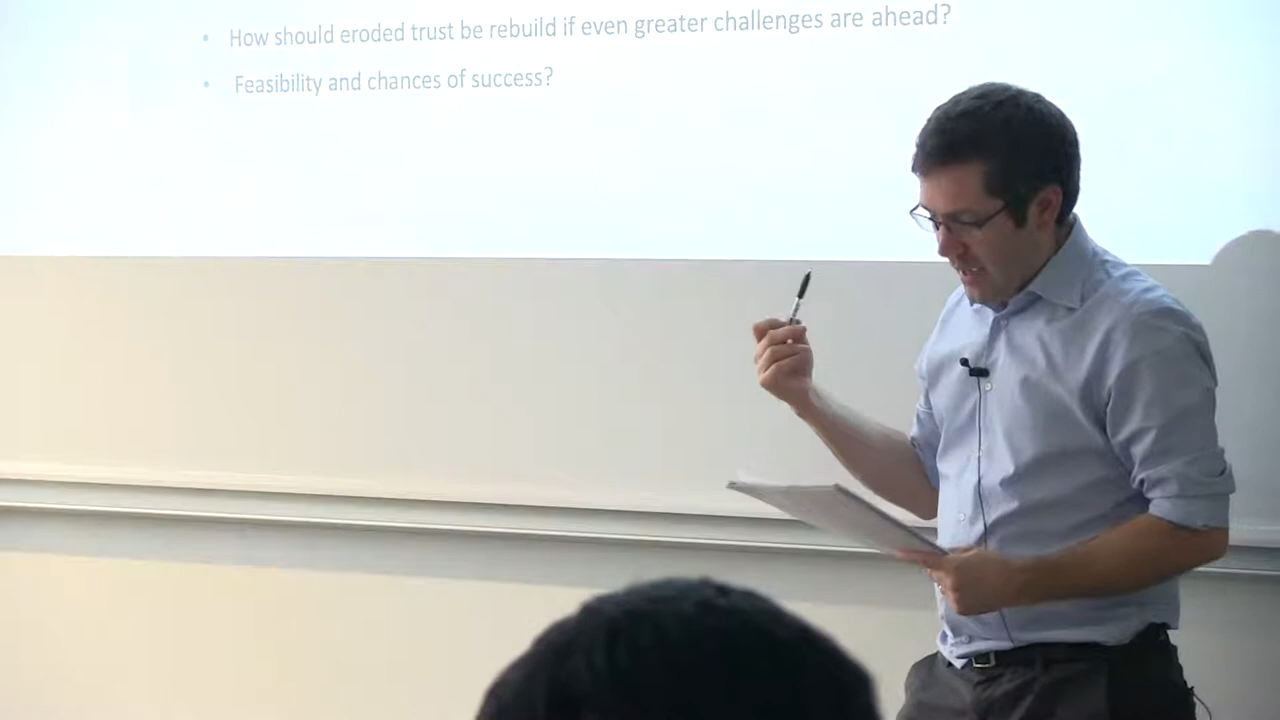 • How should eroded trust be rebuild if even greater challenges are ahead?
• Feasibility and chances of success?